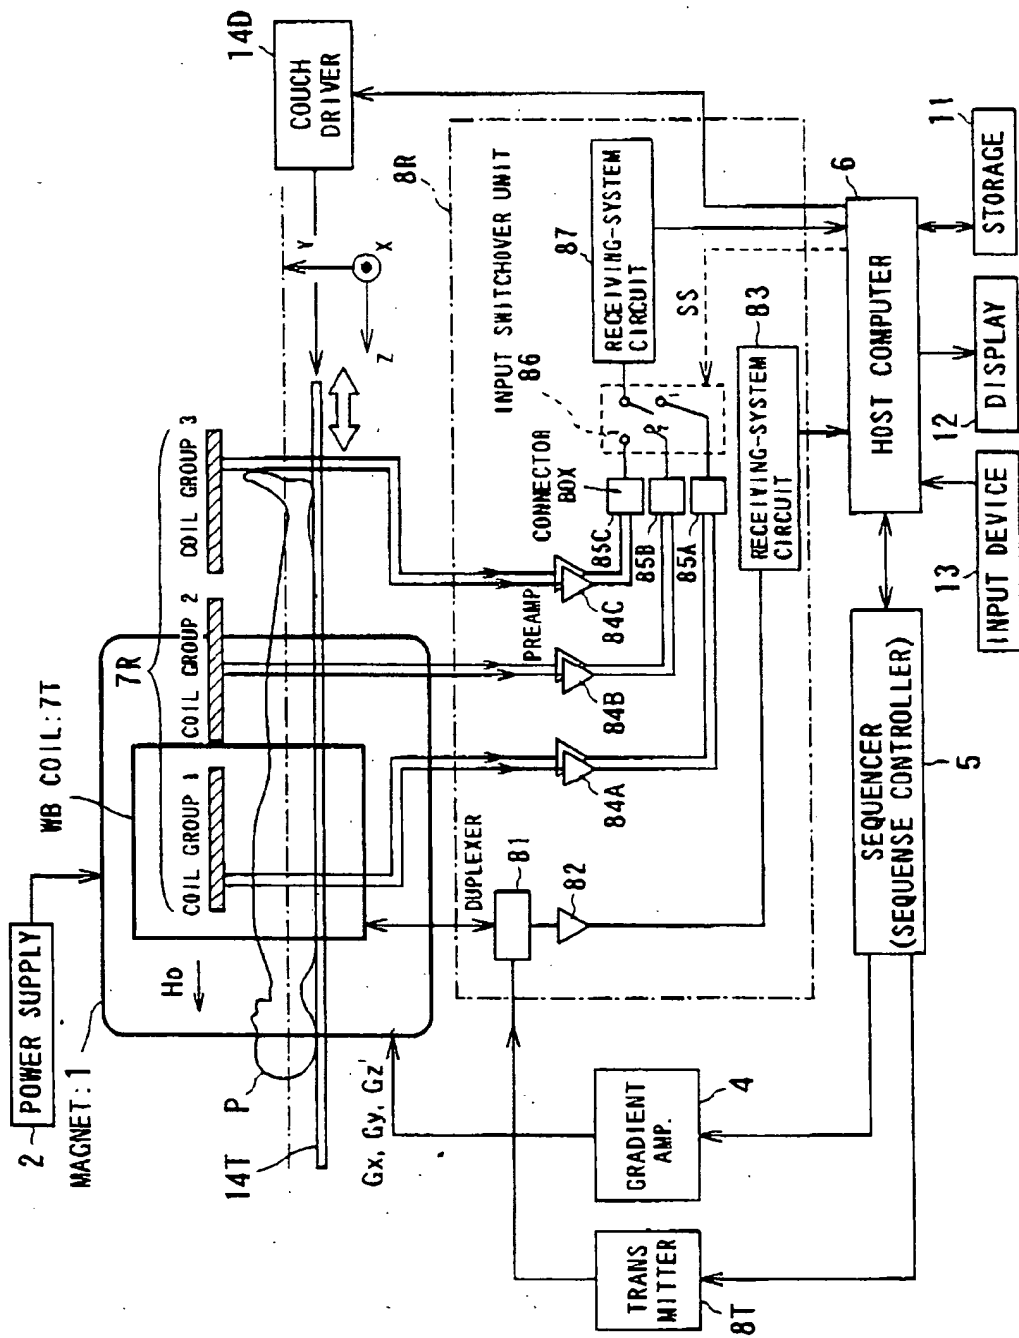 14D
COUCH
DRIVER
2
POWER SUPPLY
MAGNET:1
WB COIL:7T
7R
COIL GROUP 1
COIL GROUP 2
COIL GROUP 3
Ho
P
14T
Y
X
Z
Gx, Gy, Gz
8R
DUPLEXER
81
82
PREAMP
84A
84B
84C
CONNECTOR
BOX
85C
85B
85A
INPUT SWITCHOVER UNIT
86
87
RECEIVING-SYSTEM
CIRCUIT
SS
83
RECEIVING-SYSTEM
CIRCUIT
4
GRADIENT
AMP.
TRANS
MITTER
8T
SEQUENCER
(SEQUENSE CONTROLLER)
5
6
HOST COMPUTER
13
INPUT DEVICE
12
DISPLAY
11
STORAGE